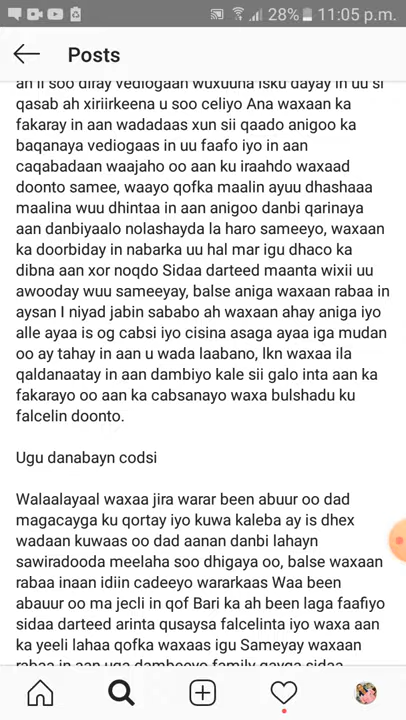 28% 11:05 p.m.
Posts
an ii soo diray vediogaan wuxuuna isku dayay in uu si
qasab ah xiriirkeena u soo celiyo Ana waxaan ka
fakaray in aan wadadaas xun sii qaado anigoo ka
baqanaya vediogaas in uu faafo iyo in aan
caqabadaan waajaho oo aan ku iraahdo waxaad
doonto samee, waayo qofka maalin ayuu dhashaaa
maalina wuu dhintaa in aan anigoo danbi qarinaya
aan danbiyaalo nolashayda la haro sameeyo, waxaan
ka doorbiday in nabarka uu hal mar igu dhaco ka
dibna aan xor noqdo Sidaa darteed maanta wixii uu
awooday wuu sameeyay, balse aniga waxaan rabaa in
aysan I niyad jabin sababo ah waxaan ahay aniga iyo
alle ayaa is og cabsi iyo cisina asaga ayaa iga mudan
oo ay tahay in aan u wada laabano, lkn waxaa ila
qaldanaatay in aan dambiyo kale sii galo inta aan ka
fakarayo oo aan ka cabsanayo waxa bulshadu ku
falcelin doonto.
Ugu danabayn codsi
Walaalayaal waxaa jira warar been abuur oo dad
magacayga ku qortay iyo kuwa kaleba ay is dhex
wadaan kuwaas oo dad aanan danbi lahayn
sawiradooda meelaha soo dhigaya oo, balse waxaan
rabaa inaan idiin cadeeyo wararkaas Waa been
abauur oo ma jecli in qof Bari ka ah been laga faafiyo
sidaa darteed arinta qusaysa falcelinta iyo waxa aan
ka yeeli lahaa qofka waxaas igu Sameyay waxaan
rabaa in aan uga dambeeyo family gayga sidaa